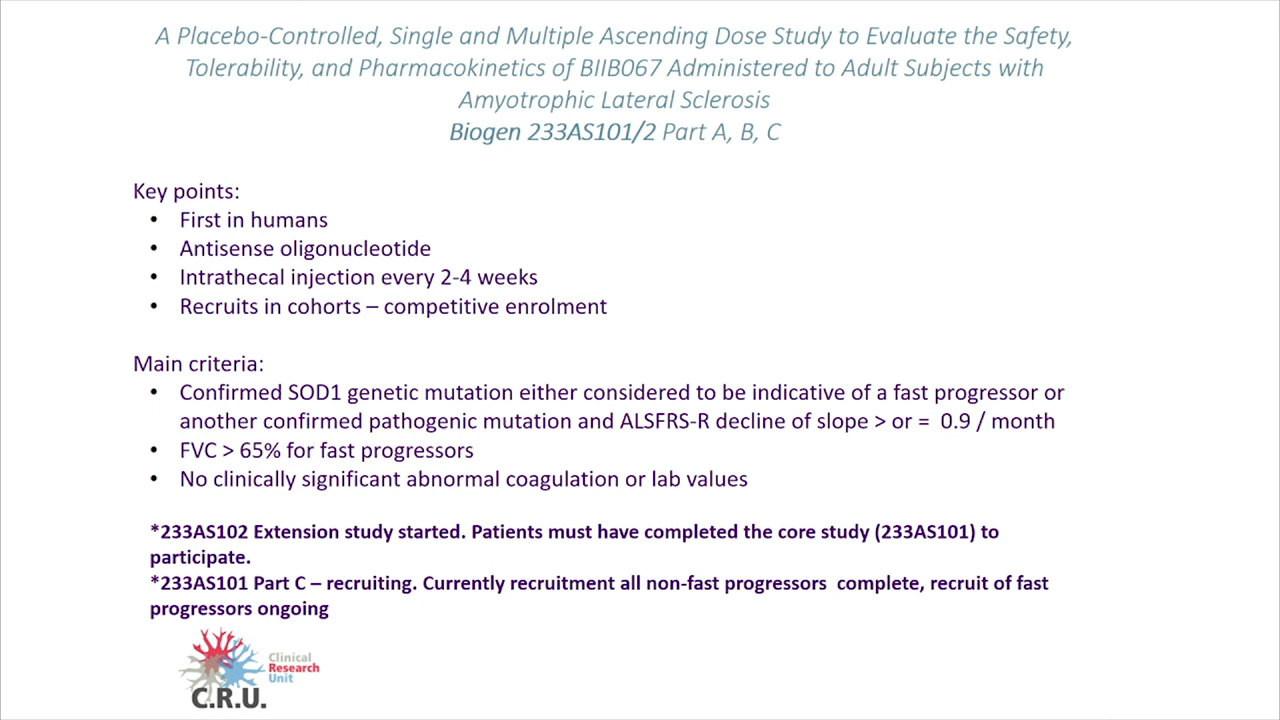 A Placebo-Controlled, Single and Multiple Ascending Dose Study to Evaluate the Safety,
Tolerability, and Pharmacokinetics of BIIB067 Administered to Adult Subjects with
Amyotrophic Lateral Sclerosis
Biogen 233AS101/2 Part A, B, C
Key points:
• First in humans
• Antisense oligonucleotide
• Intrathecal injection every 2-4 weeks
• Recruits in cohorts – competitive enrolment
Main criteria:
• Confirmed SOD1 genetic mutation either considered to be indicative of a fast progressor or
another confirmed pathogenic mutation and ALSFRS-R decline of slope > or = 0.9 / month
• FVC > 65% for fast progressors
• No clinically significant abnormal coagulation or lab values
*233AS102 Extension study started. Patients must have completed the core study (233AS101) to
participate.
*233AS101 Part C – recruiting. Currently recruitment all non-fast progressors complete, recruit of fast
progressors ongoing
Clinical
Research
Unit
C.R.U.